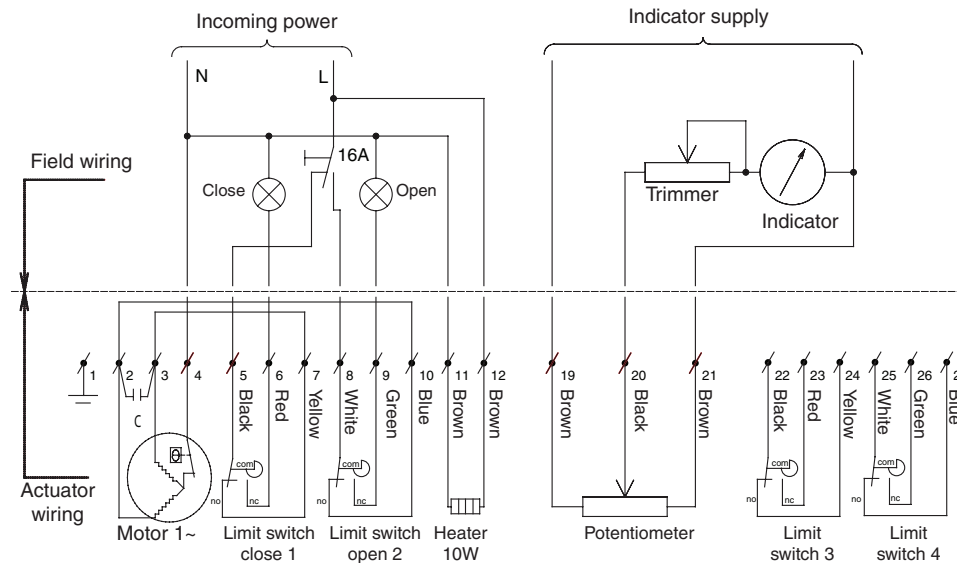 Incoming power
Indicator supply
N
L
16A
Field wiring
Close
Open
Trimmer
Indicator
1
2
3
4
5
6
7
8
9
10
11
12
19
20
21
22
23
24
25
26
2
Black
Red
Yellow
White
Green
Blue
Brown
Brown
Brown
Black
Brown
Black
Red
Yellow
White
Green
Blue
C
com
no
nc
com
no
nc
com
no
nc
com
no
nc
Actuator
wiring
Motor 1~
Limit switch
close 1
Limit switch
open 2
Heater
10W
Potentiometer
Limit
switch 3
Limit
switch 4